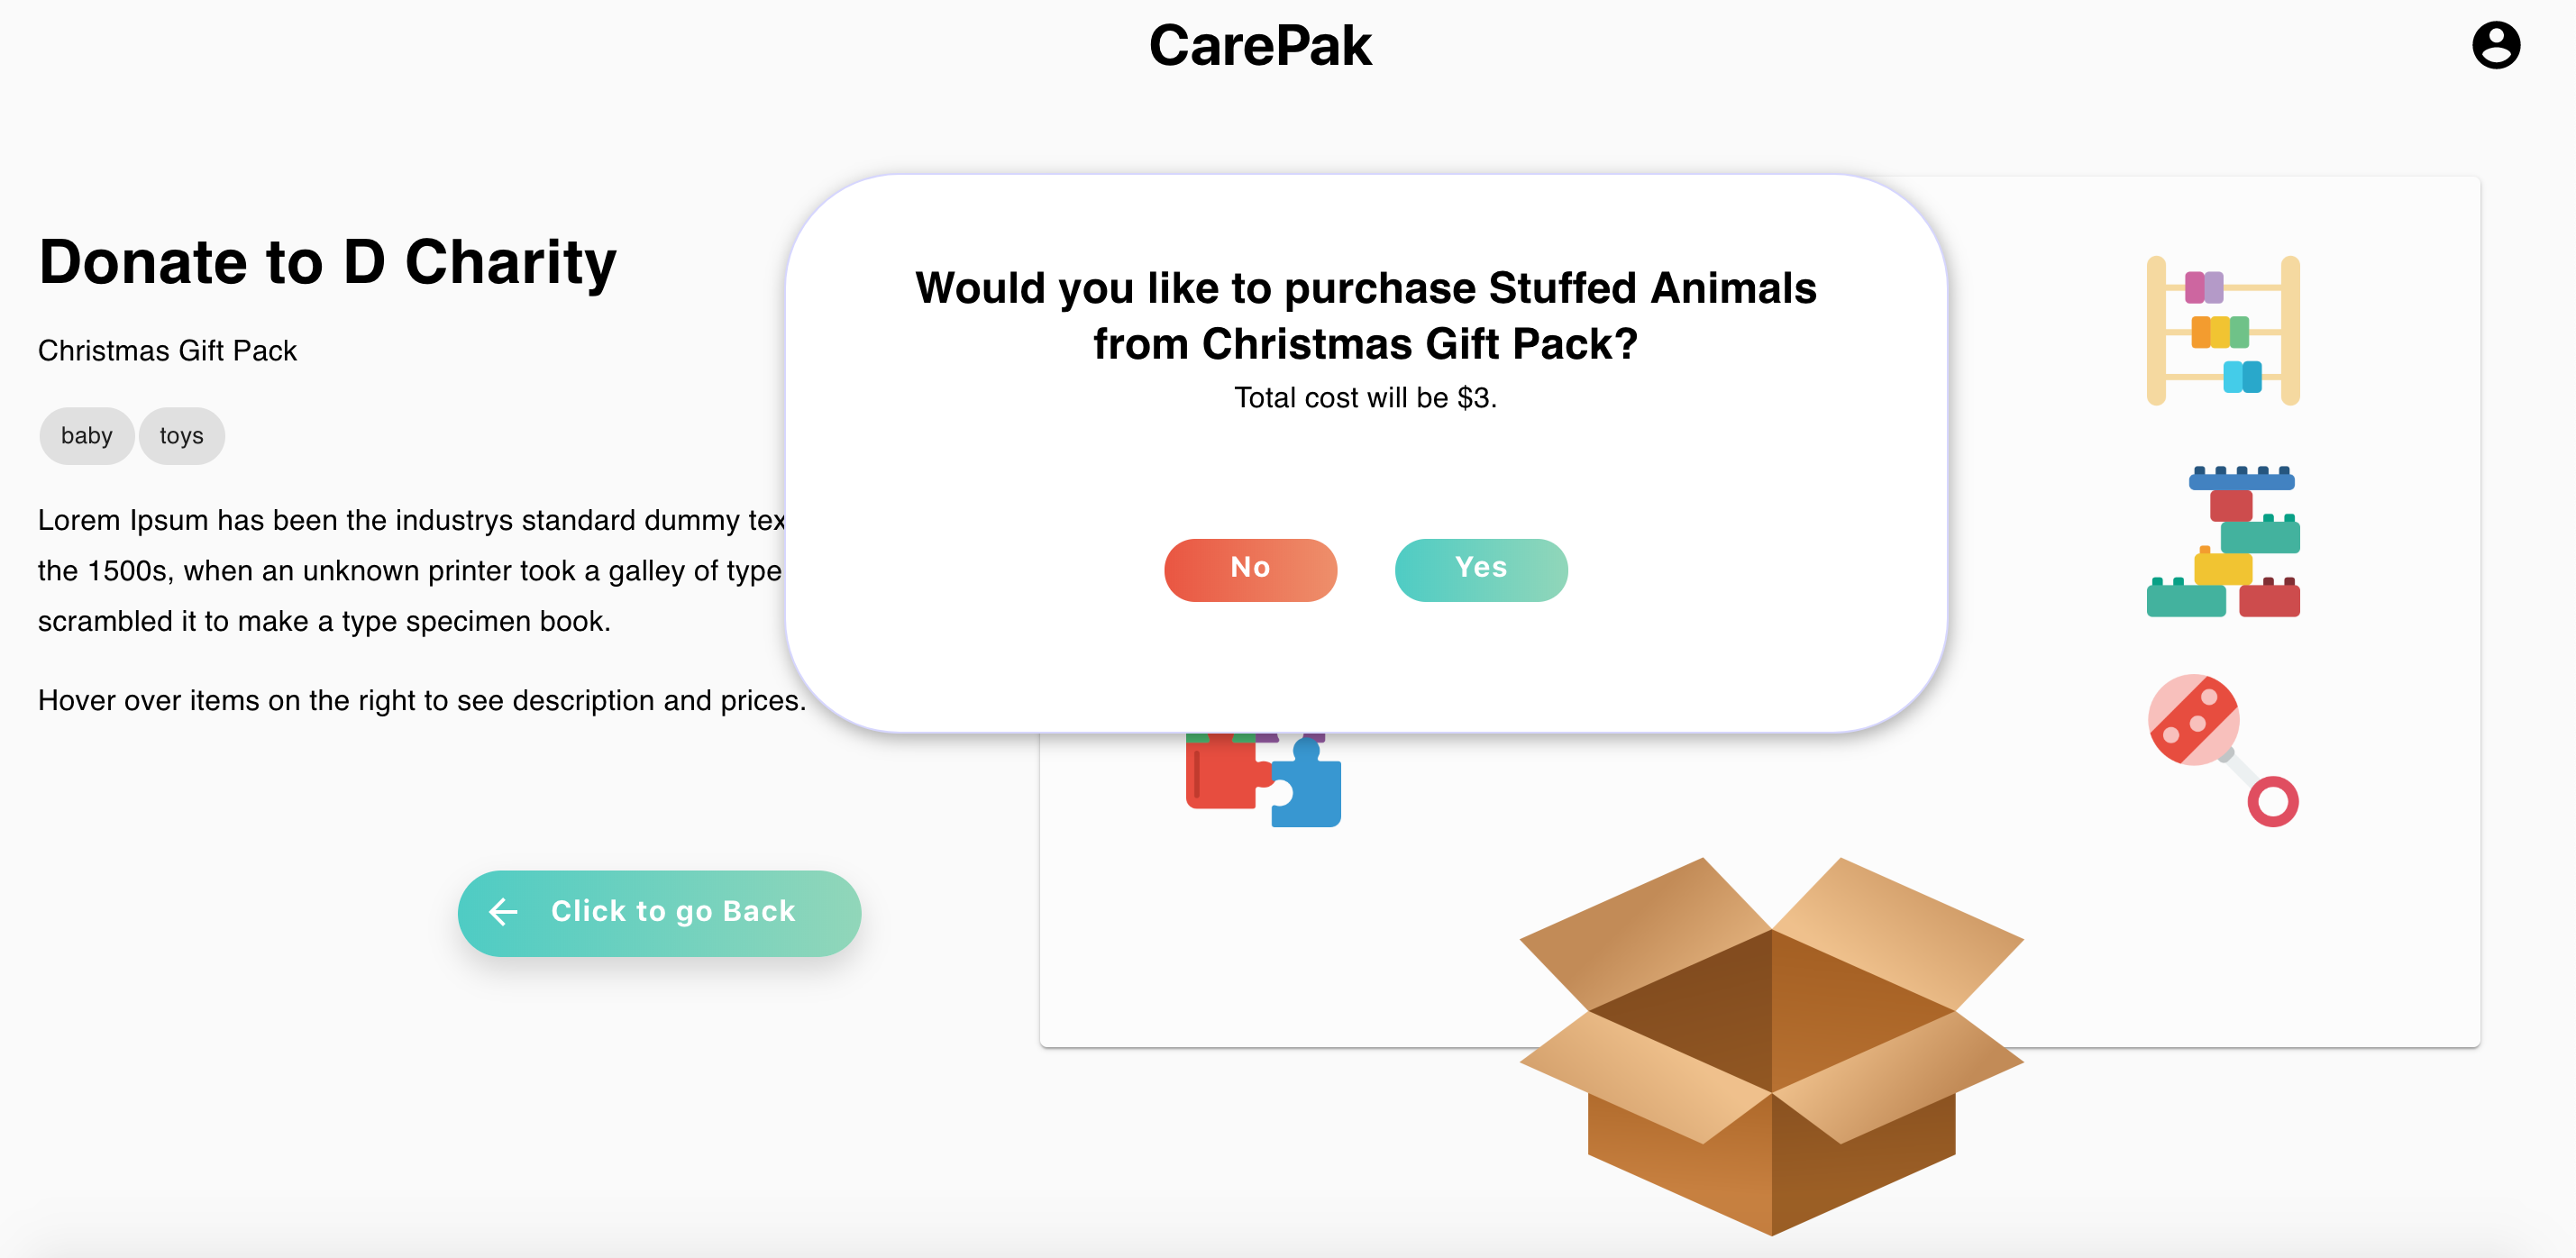 CarePak
Donate to D Charity
Christmas Gift Pack
baby
toys
Lorem Ipsum has been the industrys standard dummy
the 1500s, when an unknown printer took a galley of type
scrambled it to make a type specimen book.
Hover over items on the right to see description and prices.
Click to go Back
Would you like to purchase Stuffed Animals
from Christmas Gift Pack?
Total cost will be $3.
No
Yes